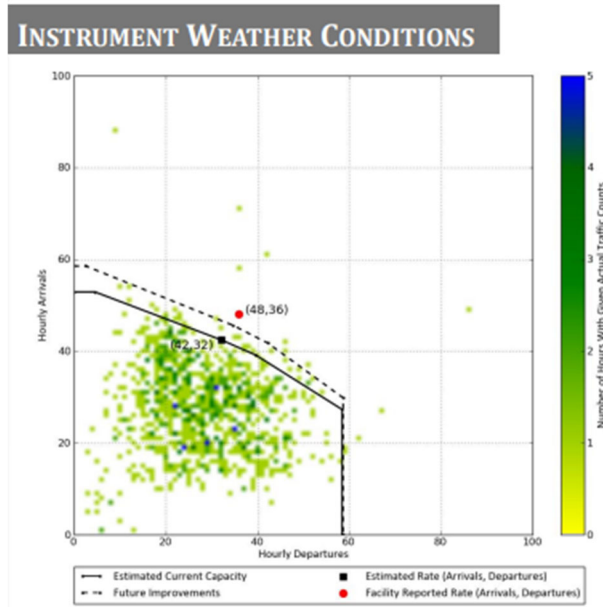 INSTRUMENT WEATHER CONDITIONS
100
80
60
40
20
0
Hourly Arrivals
(48,36)
(42,32)
0
20
40
60
80
100
Hourly Departures
5
4
3
2
1
0
Number of Hours With Given Actual Traffic Counts
Estimated Current Capacity
Future Improvements
Estimated Rate (Arrivals, Departures)
Facility Reported Rate (Arrivals, Departures)